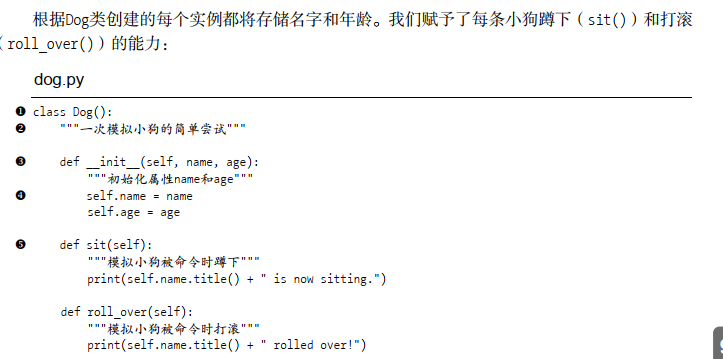 根据Dog类创建的每个实例都将存储名字和年龄。我们赋予了每条小狗蹲下（sit()）和打滚
（roll_over()）的能力：
dog.py
❶ class Dog():
❷     """一次模拟小狗的简单尝试"""
❸     def __init__(self, name, age):
        """初始化属性name和age"""
❹         self.name = name
        self.age = age
❺     def sit(self):
        """模拟小狗被命令时蹲下"""
        print(self.name.title() + " is now sitting.")
    def roll_over(self):
        """模拟小狗被命令时打滚"""
        print(self.name.title() + " rolled over!")